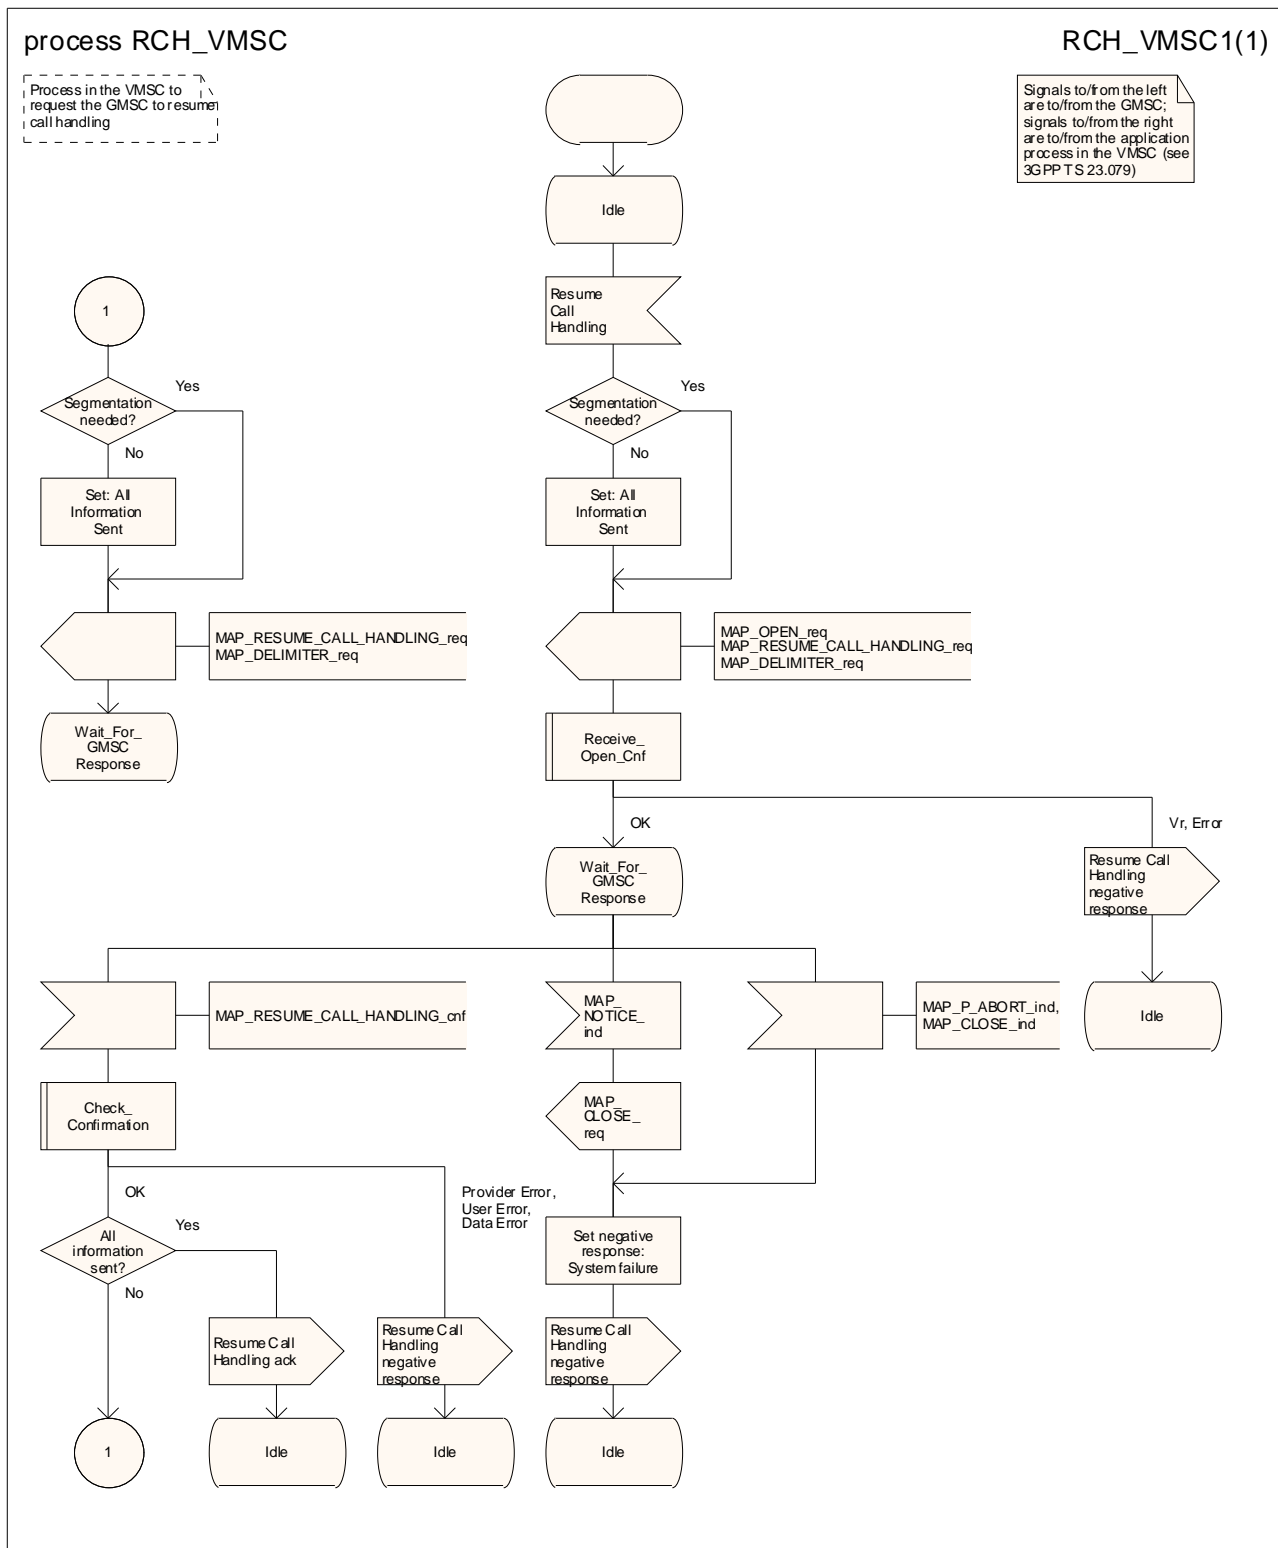 process RCH_VMSC
RCH_VMSC1(1)
Process in the VMSC to
request the GMSC to resume
call handling
Signals to/from the left
are to/from the GMSC;
signals to/from the right
are to/from the application
process in the VMSC (see
3GPP TS 23.079)
Idle
Resume
Call
Handling
1
Segmentation
needed?
Yes
No
Set: All
Information
Sent
Segmentation
needed?
Yes
No
Set: All
Information
Sent
MAP_RESUME_CALL_HANDLING_req
MAP_DELIMITER_req
MAP_OPEN_req
MAP_RESUME_CALL_HANDLING_req
MAP_DELIMITER_req
Wait_For_
GMSC
Response
Receive_
Open_Cnf
OK
Vr, Error
Wait_For_
GMSC
Response
Resume Call
Handling
negative
response
MAP_RESUME_CALL_HANDLING_cnf
MAP_
NOTICE_
ind
MAP_P_ABORT_ind,
MAP_CLOSE_ind
Idle
Check_
Confirmation
MAP_
CLOSE_
req
OK
Provider Error,
User Error,
Data Error
All
information
sent?
Yes
No
Set negative
response:
System failure
Resume Call
Handling ack
Resume Call
Handling
negative
response
Resume Call
Handling
negative
response
1
Idle
Idle
Idle